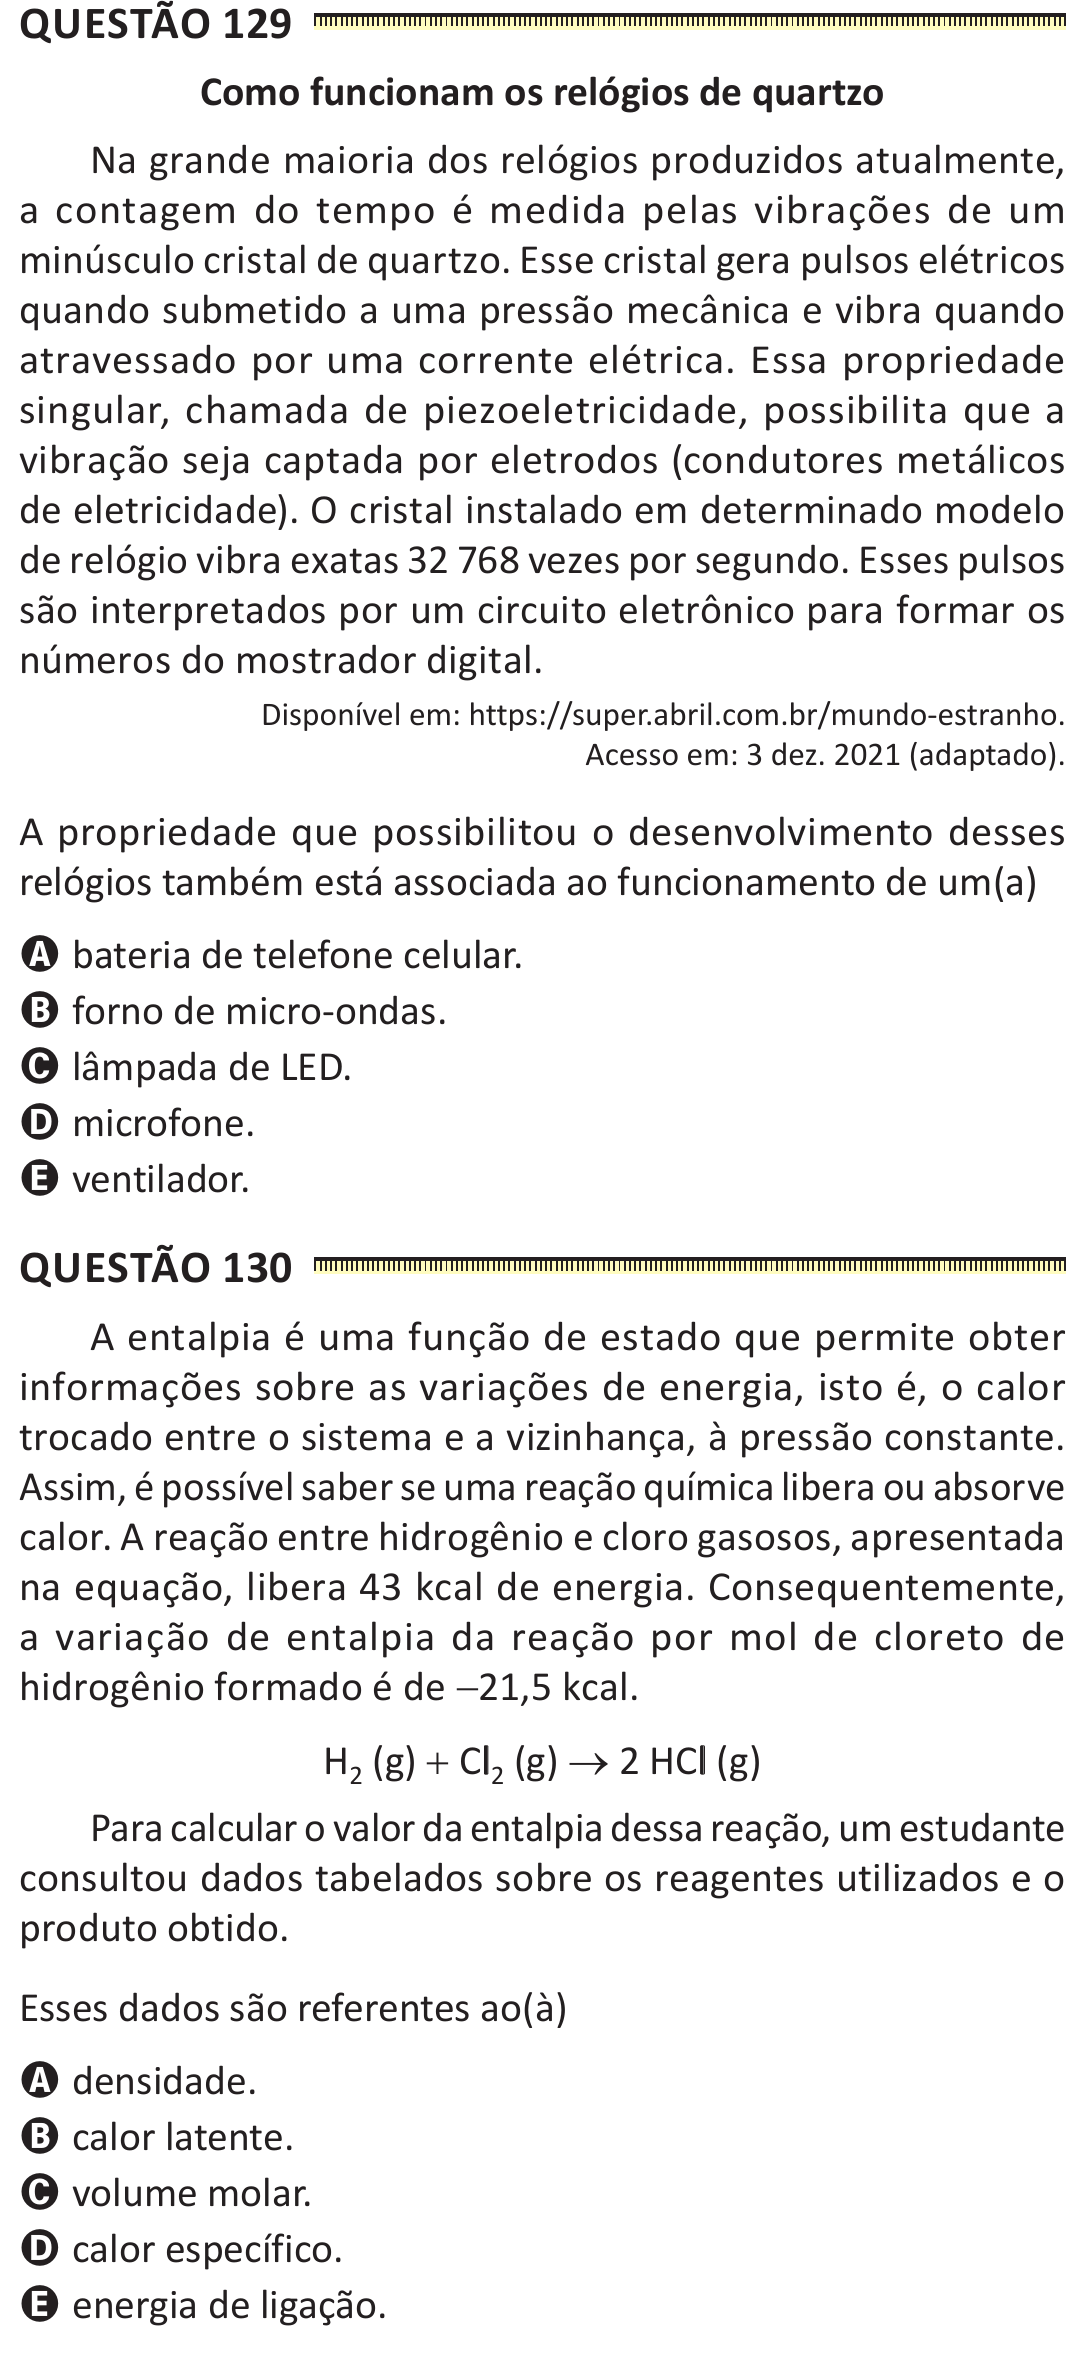 QUESTÃO 129
Como funcionam os relógios de quartzo
Na grande maioria dos relógios produzidos atualmente,
a contagem do tempo é medida pelas vibrações de um
minúsculo cristal de quartzo. Esse cristal gera pulsos elétricos
quando submetido a uma pressão mecânica e vibra quando
atravessado por uma corrente elétrica. Essa propriedade
singular, chamada de piezoeletricidade, possibilita que a
vibração seja captada por eletrodos (condutores metálicos
de eletricidade). O cristal instalado em determinado modelo
de relógio vibra exatas 32 768 vezes por segundo. Esses pulsos
são interpretados por um circuito eletrônico para formar os
números do mostrador digital.
Disponível em: https://super.abril.com.br/mundo-estranho.
Acesso em: 3 dez. 2021 (adaptado).
A propriedade que possibilitou o desenvolvimento desses
relógios também está associada ao funcionamento de um(a)
A bateria de telefone celular.
B forno de micro-ondas.
C lâmpada de LED.
D microfone.
E ventilador.
QUESTÃO 130
A entalpia é uma função de estado que permite obter
informações sobre as variações de energia, isto é, o calor
trocado entre o sistema e a vizinhança, à pressão constante.
Assim, é possível saber se uma reação química libera ou absorve
calor. A reação entre hidrogênio e cloro gasosos, apresentada
na equação, libera 43 kcal de energia. Consequentemente,
a variação de entalpia da reação por mol de cloreto de
hidrogênio formado é de −21,5 kcal.
H₂ (g) + Cl₂ (g) → 2 HCl (g)
Para calcular o valor da entalpia dessa reação, um estudante
consultou dados tabelados sobre os reagentes utilizados e o
produto obtido.
Esses dados são referentes ao(à)
A densidade.
B calor latente.
C volume molar.
D calor específico.
E energia de ligação.